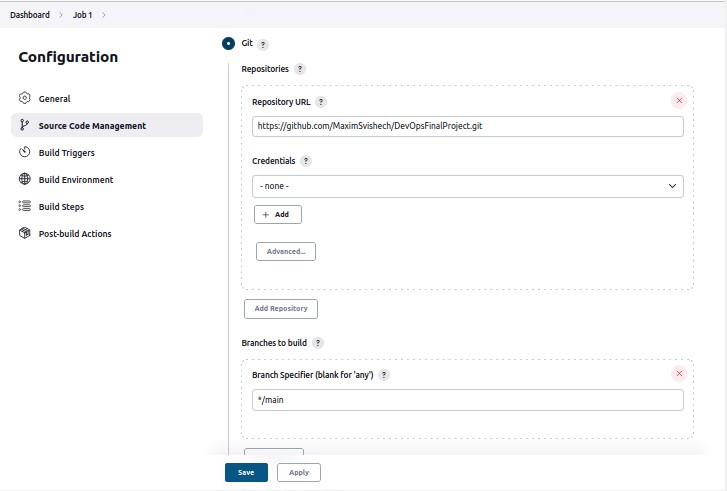 Dashboard > Job 1 >
Configuration
General
Source Code Management
Build Triggers
Build Environment
Build Steps
Post-build Actions
Git ?
Repositories ?
Repository URL ?
https://github.com/MaximSvishech/DevOpsFinalProject.git
Credentials ?
- none -
+ Add
Advanced...
Add Repository
Branches to build ?
Branch Specifier (blank for 'any') ?
*/main
Save
Apply